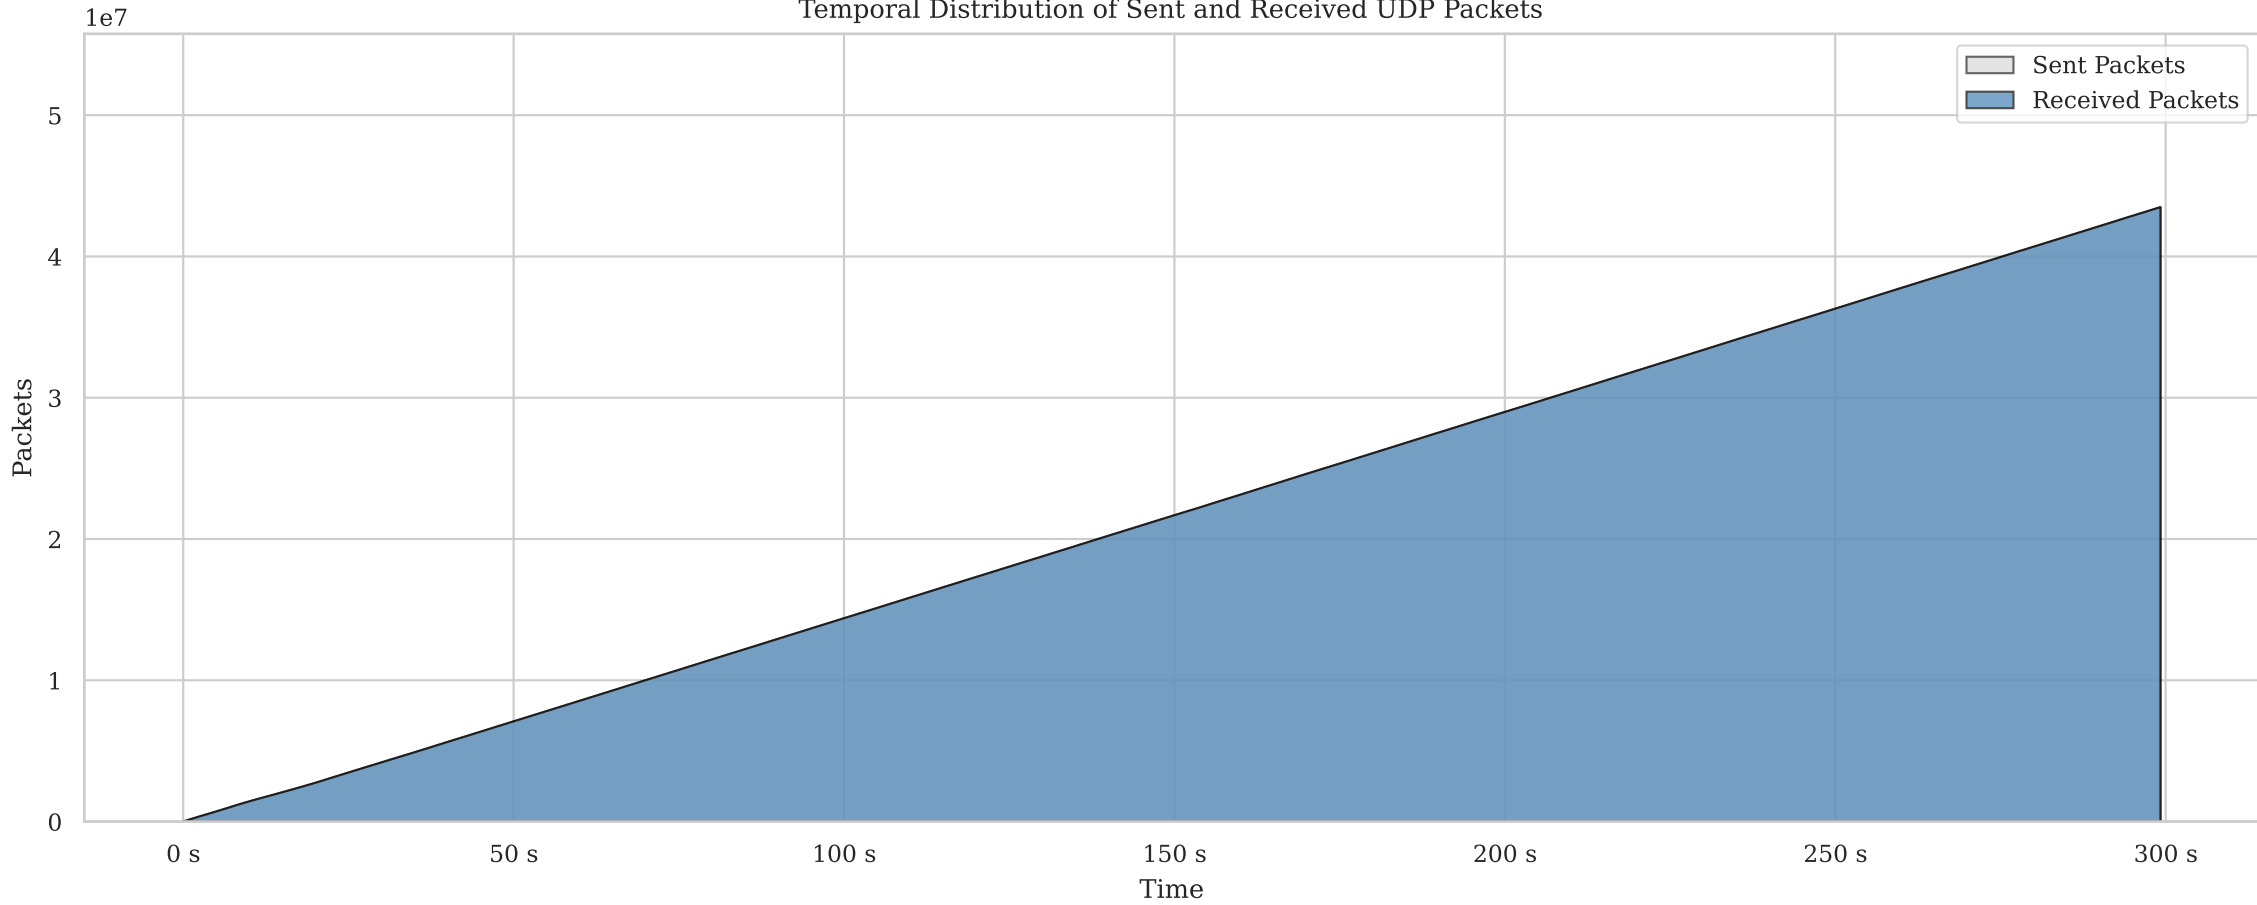 Temporal Distribution of Sent and Received UDP Packets
1e7
Sent Packets
Received Packets
5
4
3
2
1
0
Packets
0 s
50 s
100 s
150 s
200 s
250 s
300 s
Time